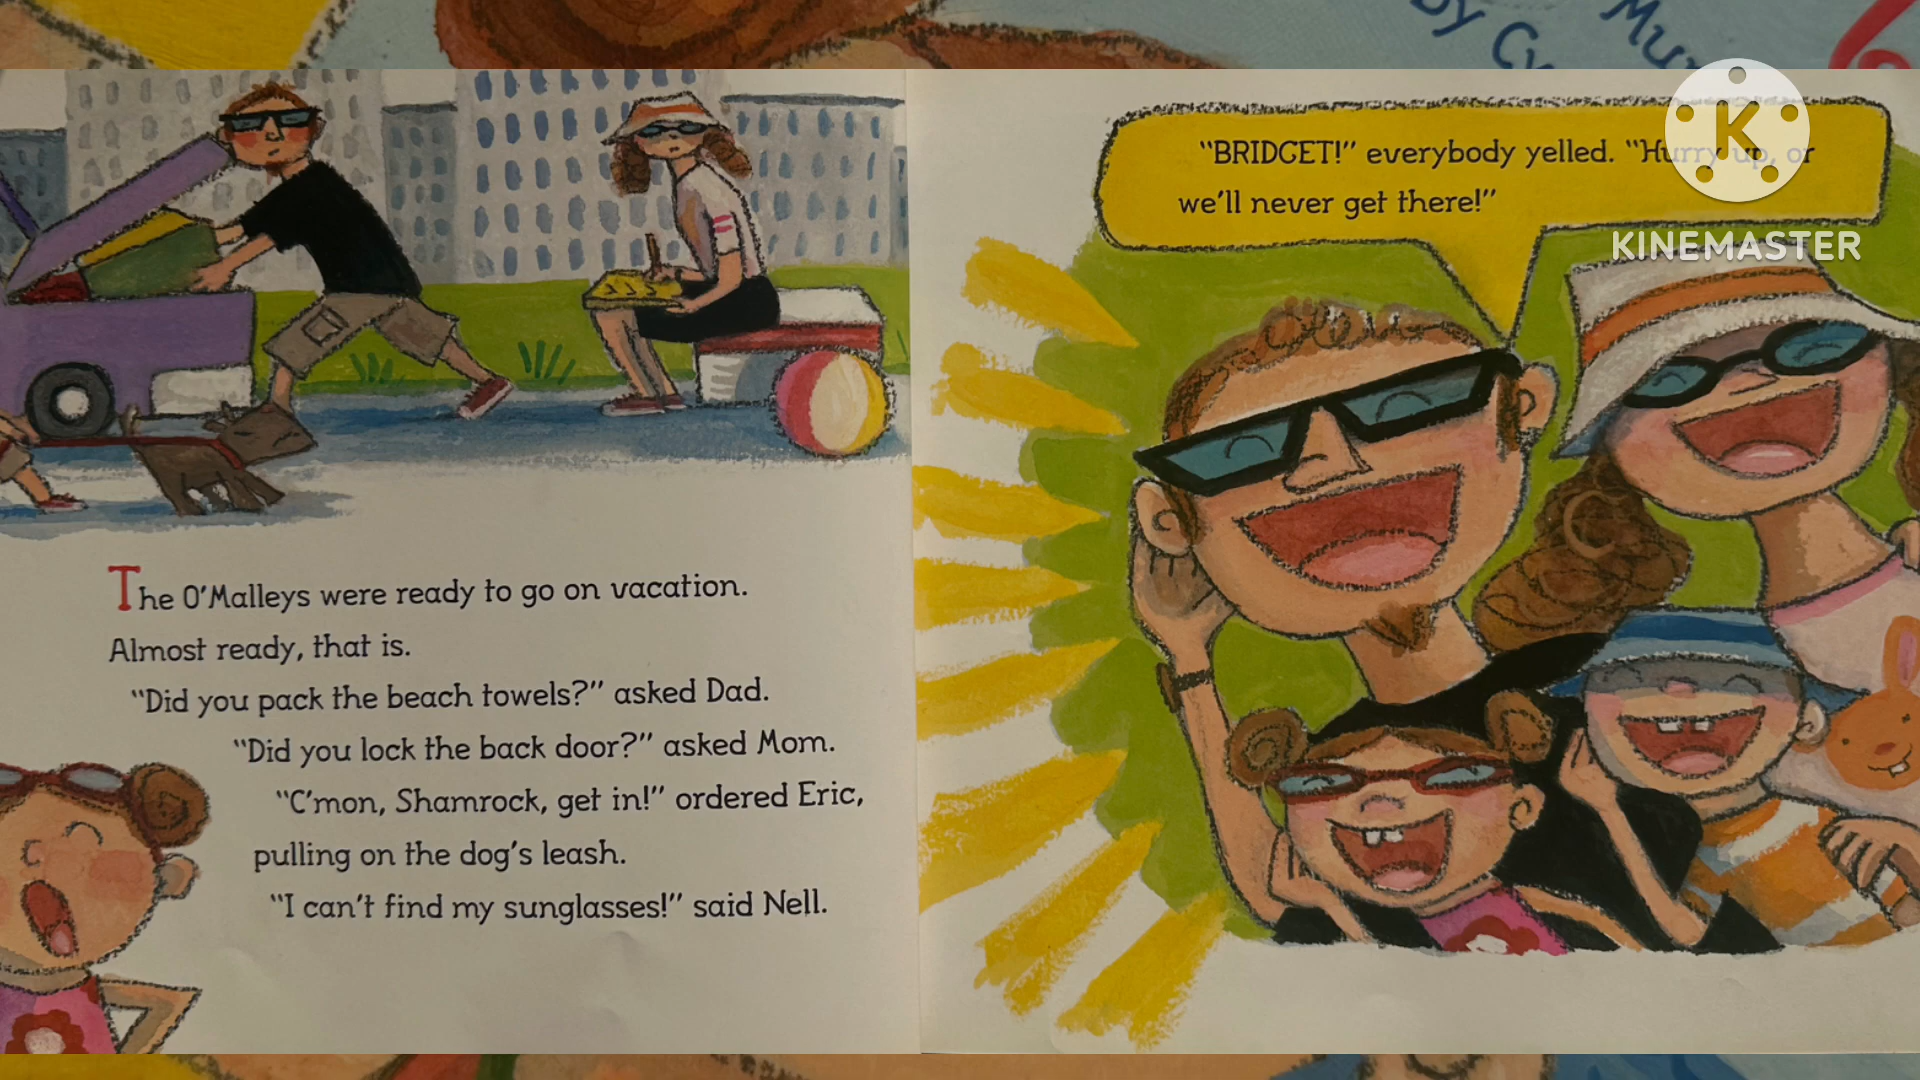 The O'Malleys were ready to go on vacation.
Almost ready, that is.
"Did you pack the beach towels?" asked Dad.
"Did you lock the back door?" asked Mom.
"C'mon, Shamrock, get in!" ordered Eric,
pulling on the dog's leash.
"I can't find my sunglasses!" said Nell.
"BRIDGET!" everybody yelled. "Hurry up, or
we'll never get there!"
K
KINEMASTER
by